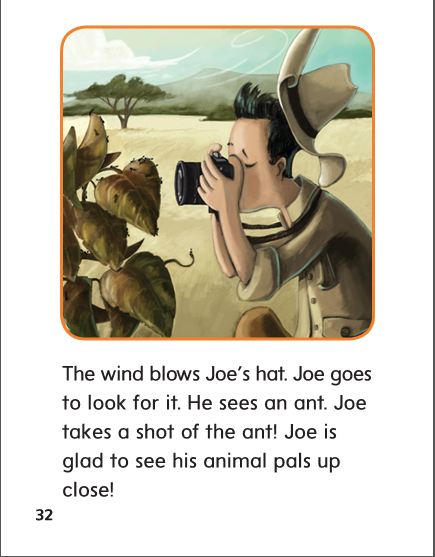 The wind blows Joe's hat. Joe goes
to look for it. He sees an ant. Joe
takes a shot of the ant! Joe is
glad to see his animal pals up
close!
32